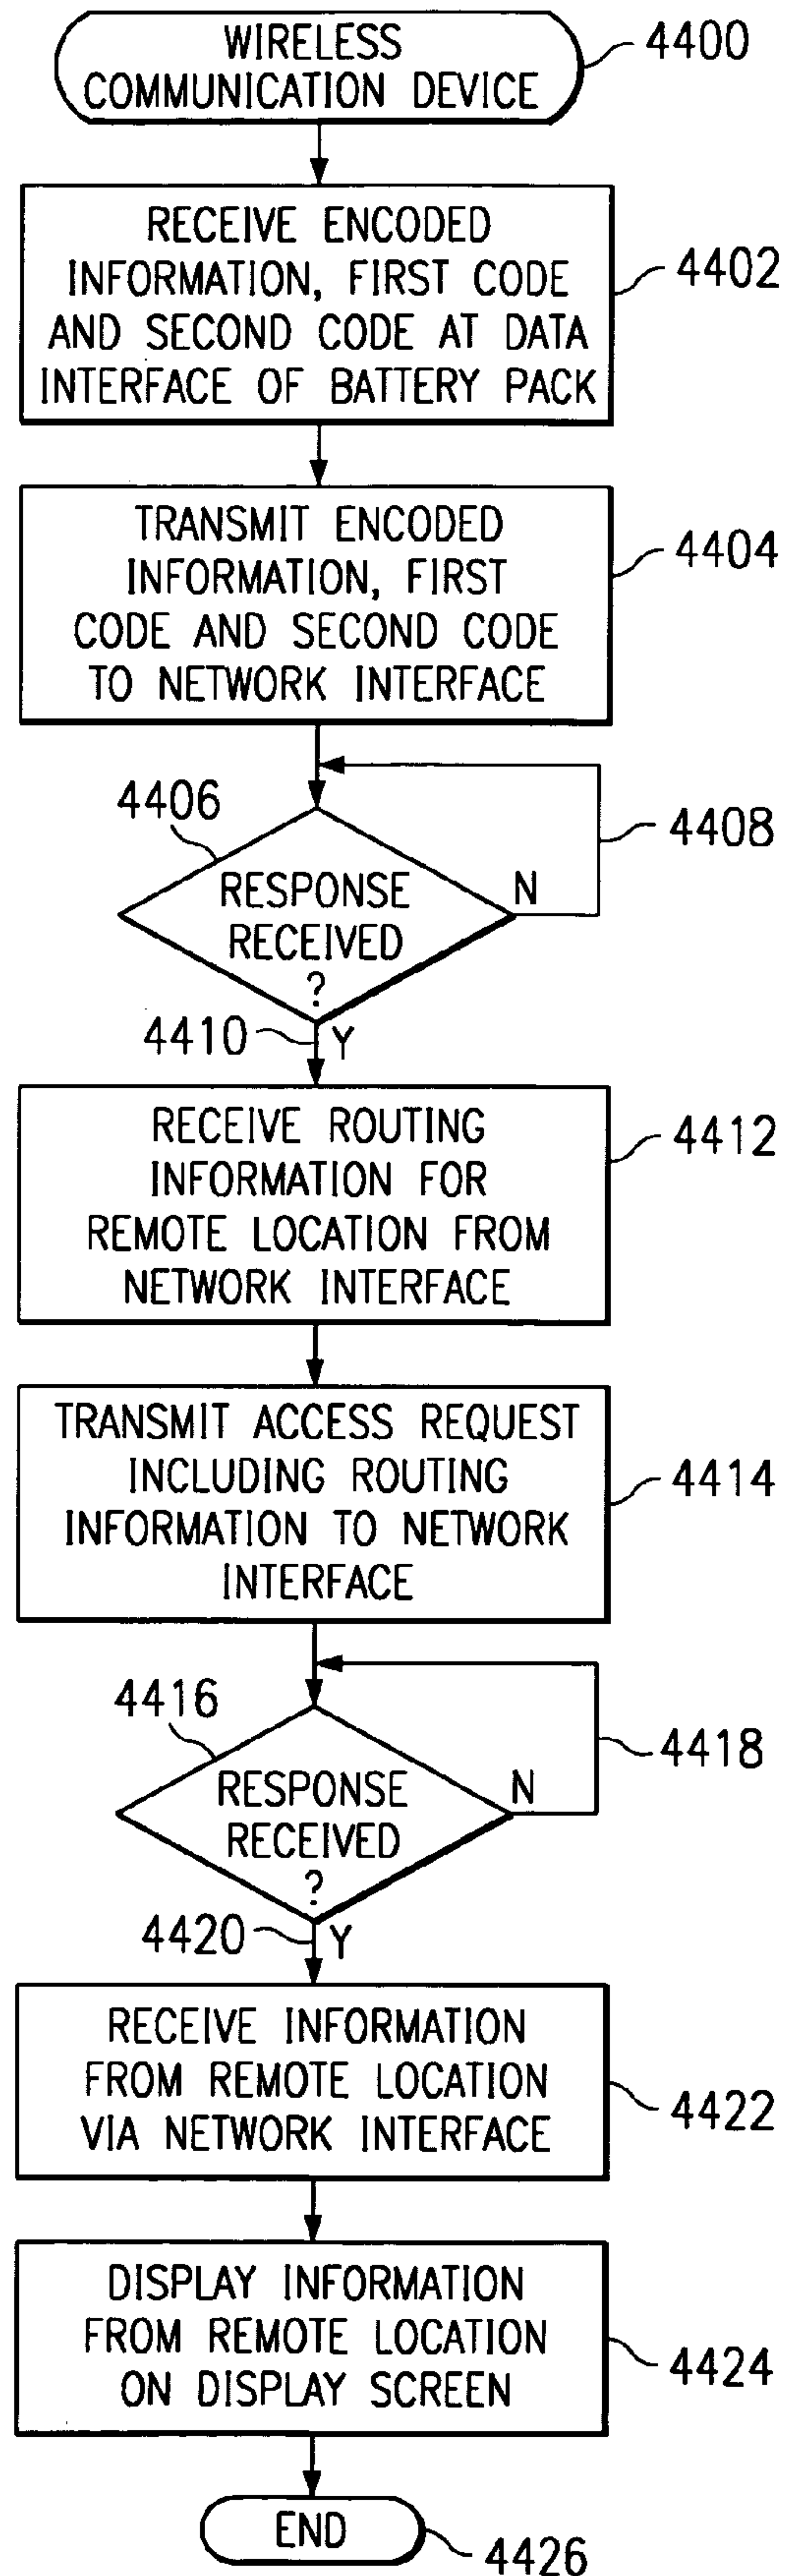 WIRELESS
COMMUNICATION DEVICE
4400
RECEIVE ENCODED
INFORMATION, FIRST CODE
AND SECOND CODE AT DATA
INTERFACE OF BATTERY PACK
4402
TRANSMIT ENCODED
INFORMATION, FIRST
CODE AND SECOND CODE
TO NETWORK INTERFACE
4404
4406
RESPONSE
RECEIVED
?
N
4408
4410
Y
RECEIVE ROUTING
INFORMATION FOR
REMOTE LOCATION FROM
NETWORK INTERFACE
4412
TRANSMIT ACCESS REQUEST
INCLUDING ROUTING
INFORMATION TO NETWORK
INTERFACE
4414
4416
RESPONSE
RECEIVED
?
N
4418
4420
Y
RECEIVE INFORMATION
FROM REMOTE LOCATION
VIA NETWORK INTERFACE
4422
DISPLAY INFORMATION
FROM REMOTE LOCATION
ON DISPLAY SCREEN
4424
END
4426